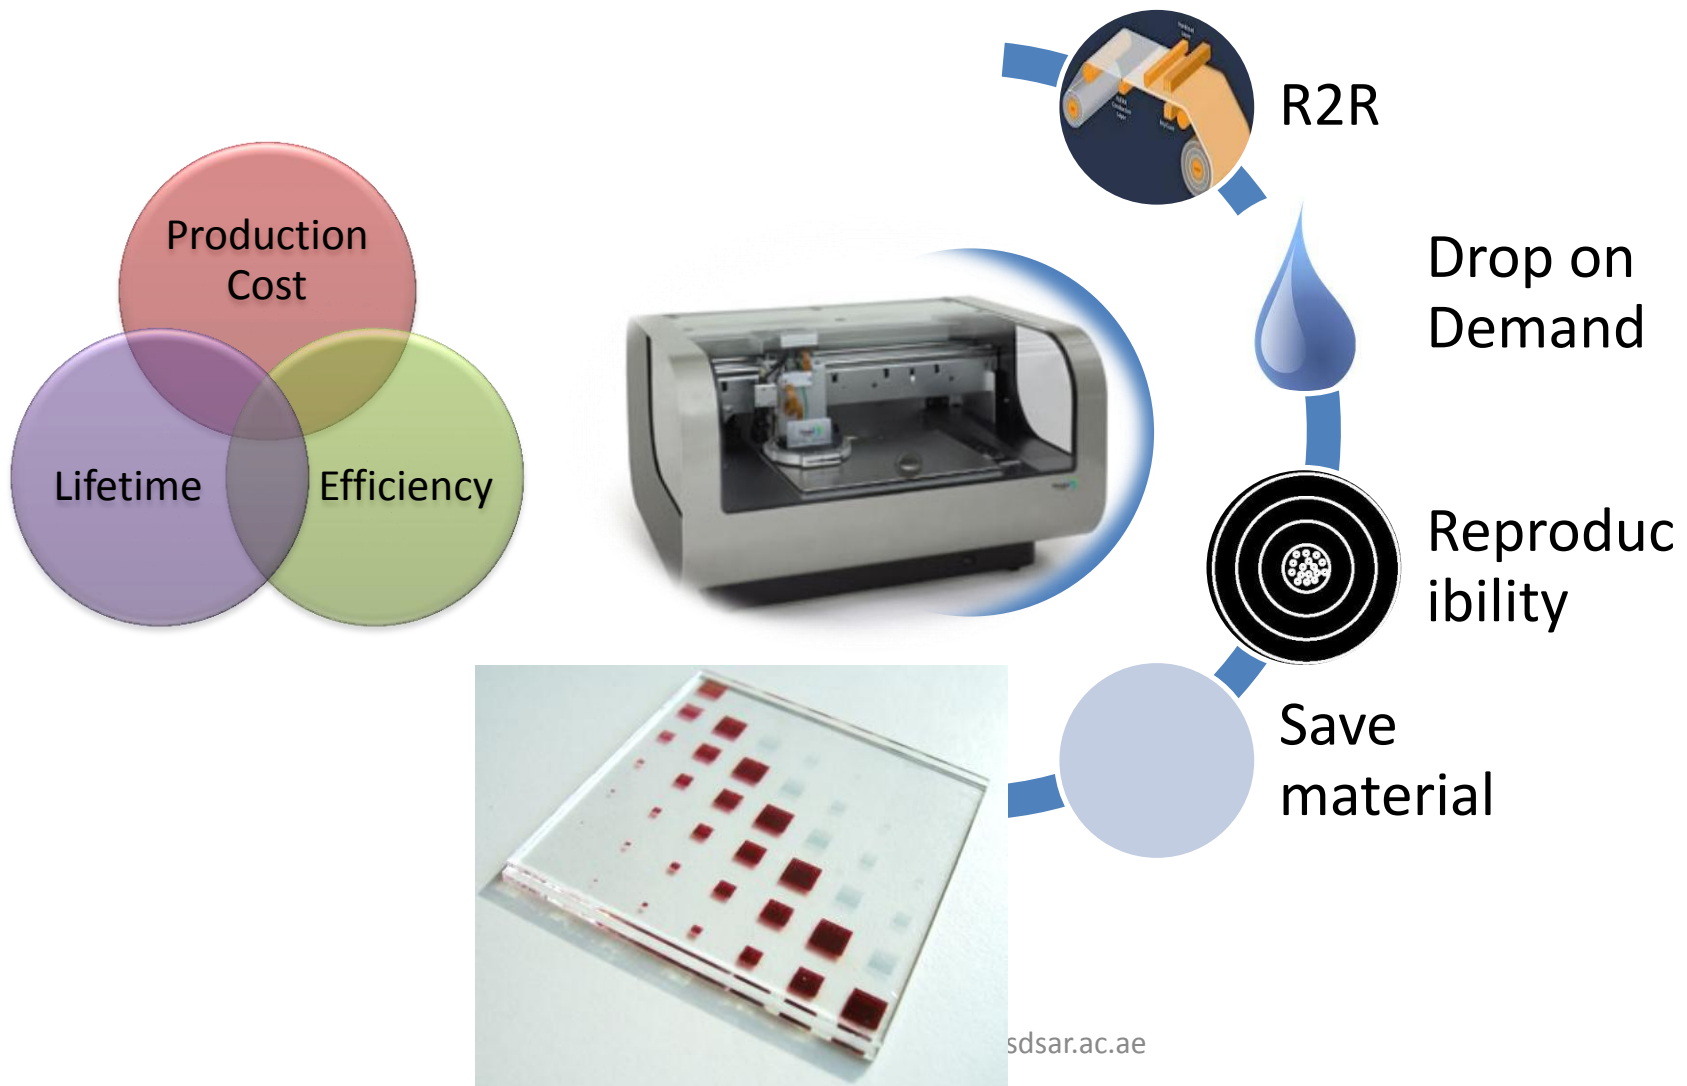 Production
Cost
Lifetime
Efficiency
R2R
Drop on
Demand
Reproduc
ibility
Save
material
sdsar.ac.ae